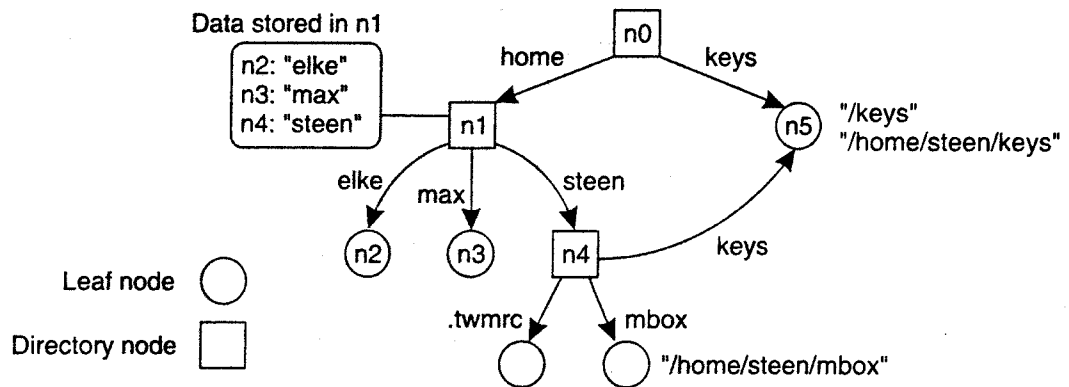 Data stored in n1
n2: "elke"
n3: "max"
n4: "steen"
n0
home
keys
n1
n5
"/keys"
"/home/steen/keys"
elke
max
steen
n2
n3
n4
keys
Leaf node
.twmrc
mbox
Directory node
"/home/steen/mbox"